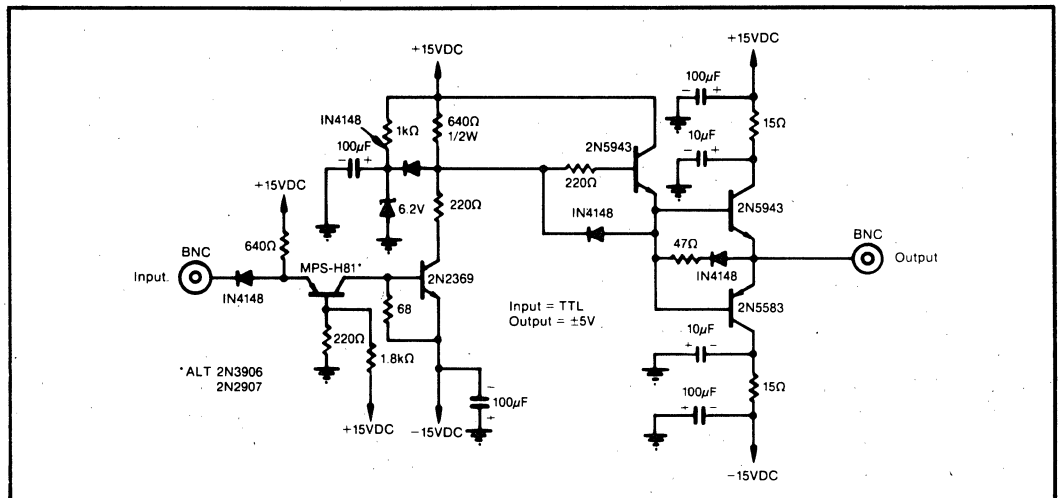 +15VDC
+15VDC
100µF
− +
IN4148
1kΩ
640Ω
1/2W
15Ω
2N5943
10µF
− +
100µF
− +
+15VDC
220Ω
2N5943
6.2V
220Ω
IN4148
640Ω
BNC
47Ω
BNC
Input.
MPS-H81*
IN4148
Output
IN4148
2N2369
2N5583
68
Input = TTL
Output = ±5V
220Ω
1.8kΩ
10µF
+ −
*ALT 2N3906
2N2907
−
100µF
+
15Ω
100µF
+ −
+15VDC
−15VDC
−15VDC